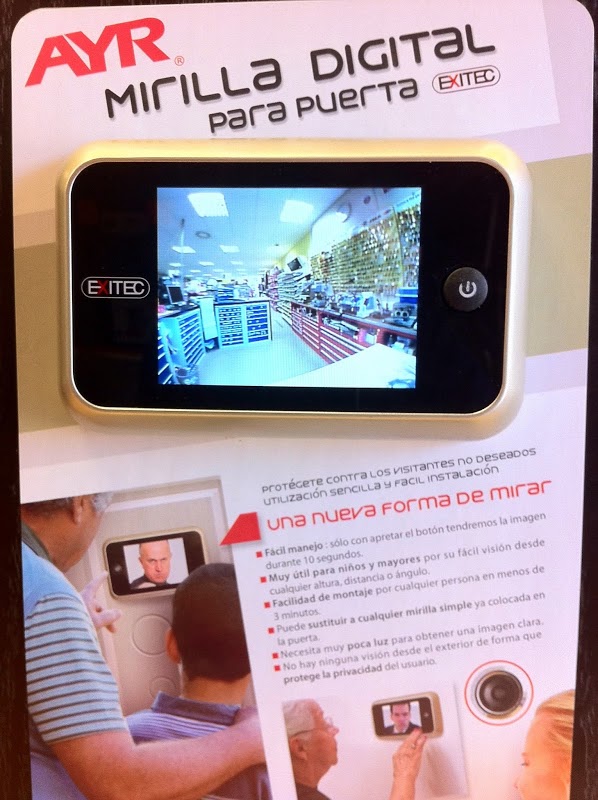 AYR®
MIRILLA DIGITAL
PARA PUERTA EXITEC
EXITEC
PROTÉGETE CONTRA LOS VISITANTES NO DESEADOS
UTILIZACIÓN SENCILLA Y FACIL INSTALACIÓN
UNA NUEVA FORMA DE MIRAR
▪ Fácil manejo : sólo con apretar el botón tendremos la imagen
durante 10 segundos.
▪ Muy útil para niños y mayores por su fácil visión desde
cualquier altura, distancia o ángulo.
▪ Facilidad de montaje por cualquier persona en menos de
3 minutos.
▪ Puede sustituir a cualquier mirilla simple ya colocada en
la puerta.
▪ Necesita muy poca luz para obtener una imagen clara.
▪ No hay ninguna visión desde el exterior de forma que
protege la privacidad del usuario.